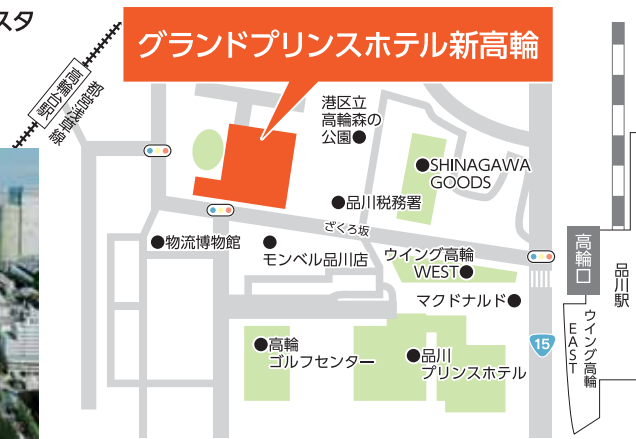 スタ
グランドプリンスホテル新高輪
都営浅草線
高輪台駅
港区立
高輪森の
公園●
●SHINAGAWA
GOODS
●品川税務署
ざくろ坂
●物流博物館
●
モンベル品川店
ウイング高輪
WEST●
マクドナルド●
高輪口
品川駅
ウイング高輪
EAST
15
●高輪
ゴルフセンター
●品川
プリンスホテル